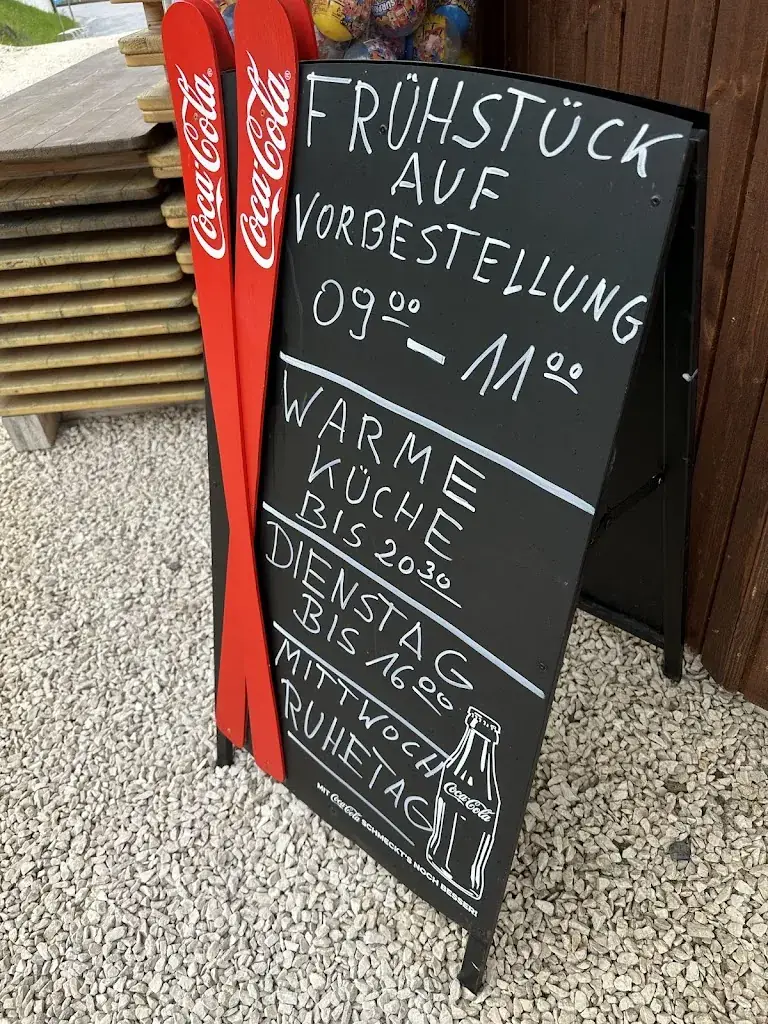 Coca-Cola
Coca-Cola
FRÜHSTÜCK
AUF
VORBESTELLUNG
09⁰⁰ – 11⁰⁰
WARME
KÜCHE
BIS 20³⁰
DIENSTAG
BIS 16⁰⁰
MITTWOCH
RUHETAG
Coca-Cola
MIT Coca-Cola SCHMECKT'S NOCH BESSER!